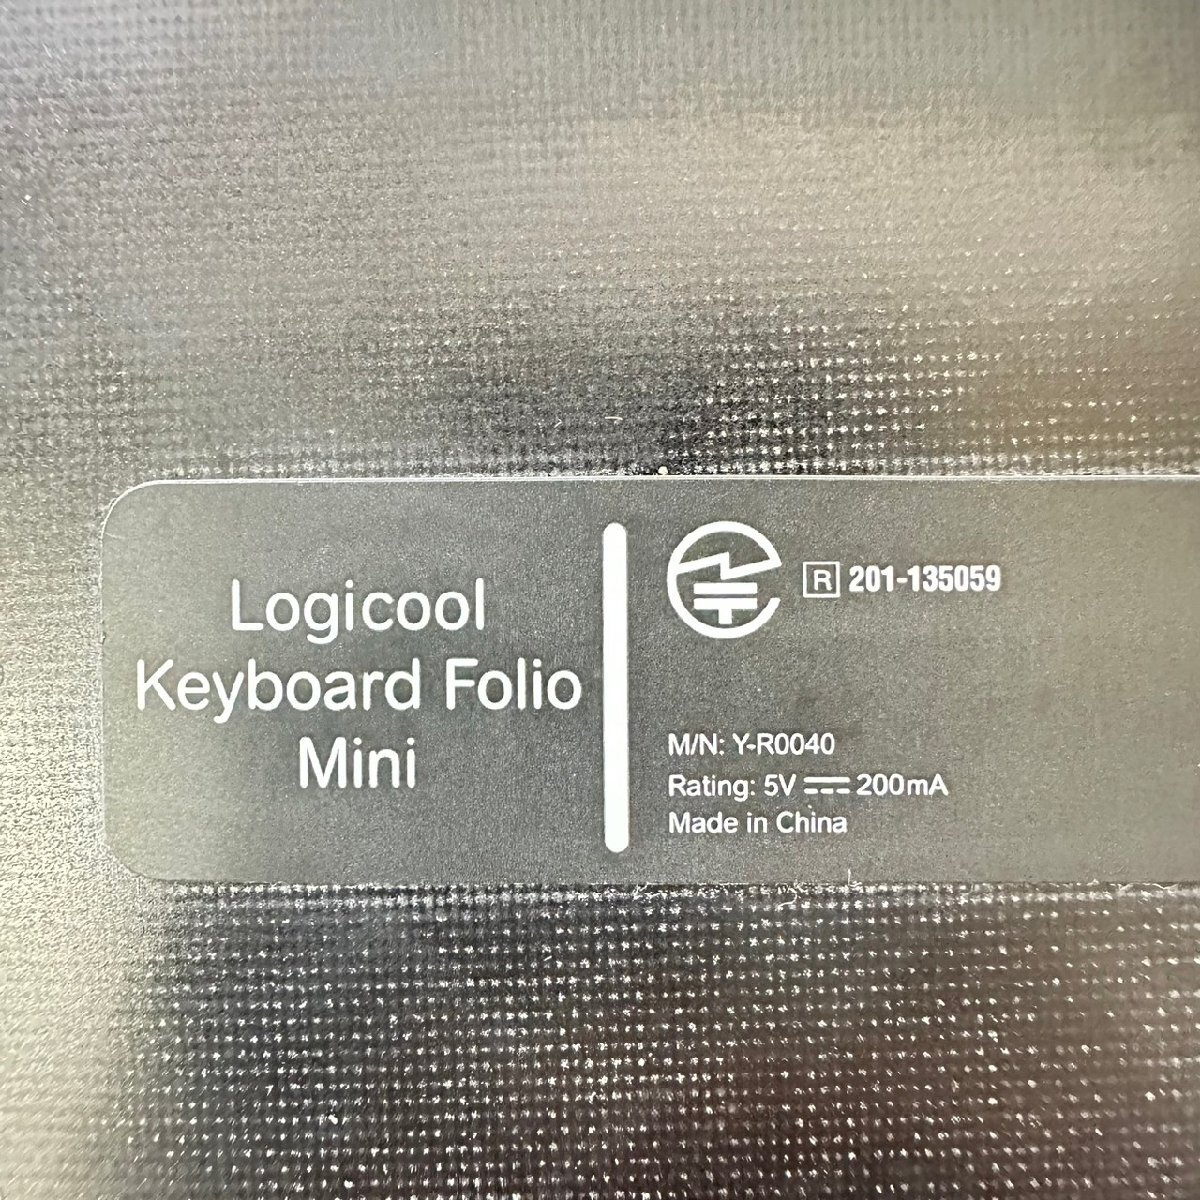 Logicool
Keyboard Folio
Mini
R 201-135059
M/N: Y-R0040
Rating: 5V ⎓ 200mA
Made in China